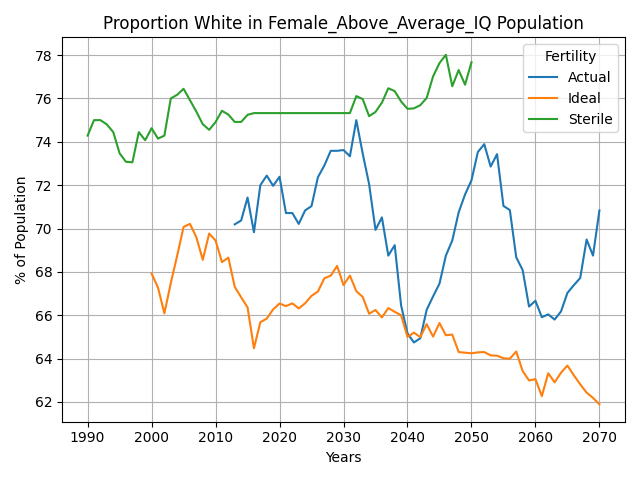 Proportion White in Female_Above_Average_IQ Population
Fertility
Actual
Ideal
Sterile
% of Population
78
76
74
72
70
68
66
64
62
1990 2000 2010 2020 2030 2040 2050 2060 2070
Years